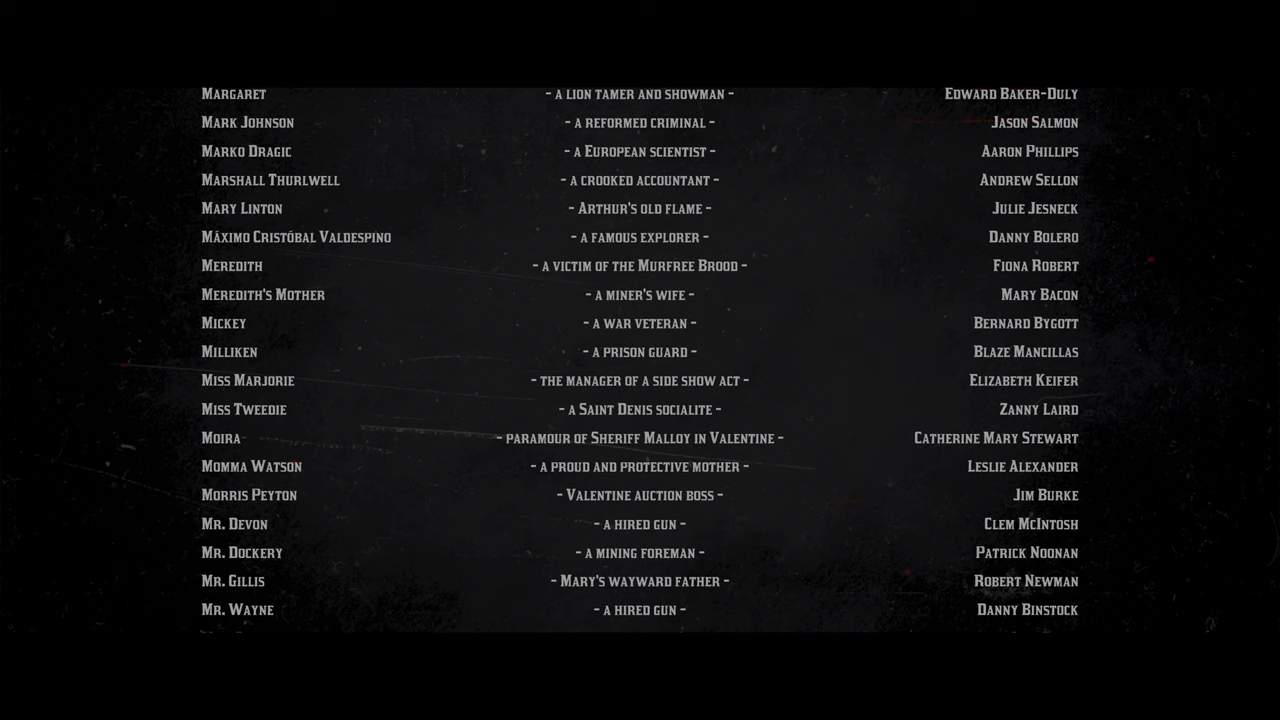 Margaret - a lion tamer and showman - Edward Baker-Duly
Mark Johnson - a reformed criminal - Jason Salmon
Marko Dragic - a European scientist - Aaron Phillips
Marshall Thurlwell - a crooked accountant - Andrew Sellon
Mary Linton - Arthur's old flame - Julie Jesneck
Máximo Cristóbal Valdespino - a famous explorer - Danny Bolero
Meredith - a victim of the Murfree Brood - Fiona Robert
Meredith's Mother - a miner's wife - Mary Bacon
Mickey - a war veteran - Bernard Bygott
Milliken - a prison guard - Blaze Mancillas
Miss Marjorie - the manager of a side show act - Elizabeth Keifer
Miss Tweedie - a Saint Denis socialite - Zanny Laird
Moira - paramour of Sheriff Malloy in Valentine - Catherine Mary Stewart
Momma Watson - a proud and protective mother - Leslie Alexander
Morris Peyton - Valentine auction boss - Jim Burke
Mr. Devon - a hired gun - Clem McIntosh
Mr. Dockery - a mining foreman - Patrick Noonan
Mr. Gillis - Mary's wayward father - Robert Newman
Mr. Wayne - a hired gun - Danny Binstock